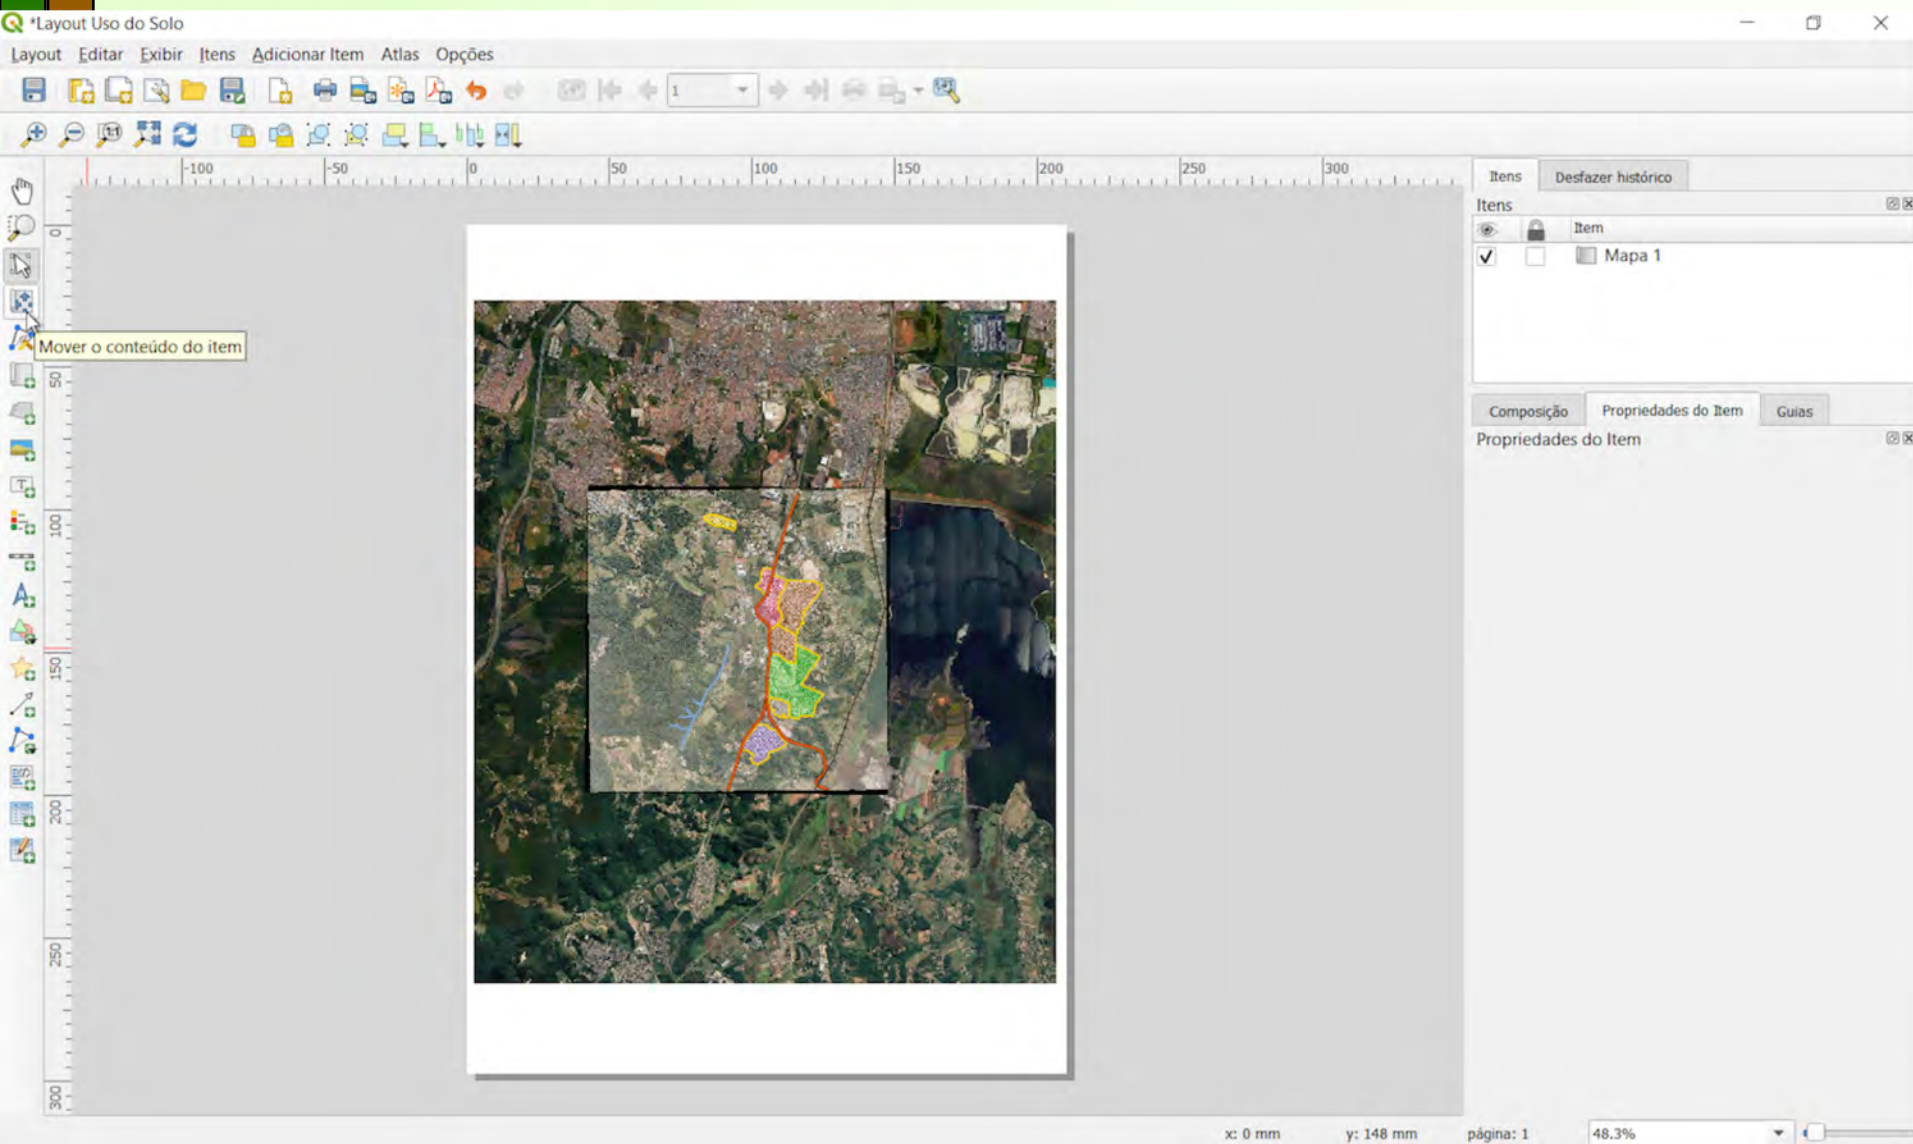 *Layout Uso do Solo
Layout Editar Exibir Itens Adicionar Item Atlas Opções
1
-100 -50 0 50 100 150 200 250 300
Itens Desfazer histórico
Itens
Item
Mapa 1
Mover o conteúdo do item
Composição Propriedades do Item Guias
Propriedades do Item
0
50
100
150
200
250
300
x: 0 mm y: 148 mm página: 1 48.3%